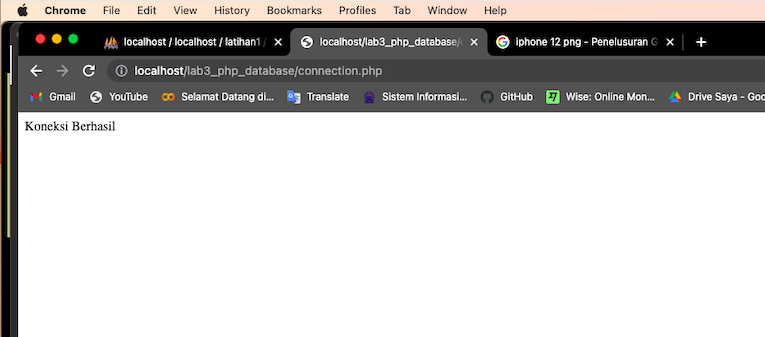 Chrome File Edit View History Bookmarks Profiles Tab Window Help
localhost / localhost / latihan1 / localhost/lab3_php_database/c iphone 12 png - Penelusuran G
localhost/lab3_php_database/connection.php
Gmail YouTube Selamat Datang di... Translate Sistem Informasi... GitHub Wise: Online Mon... Drive Saya - Goo
Koneksi Berhasil